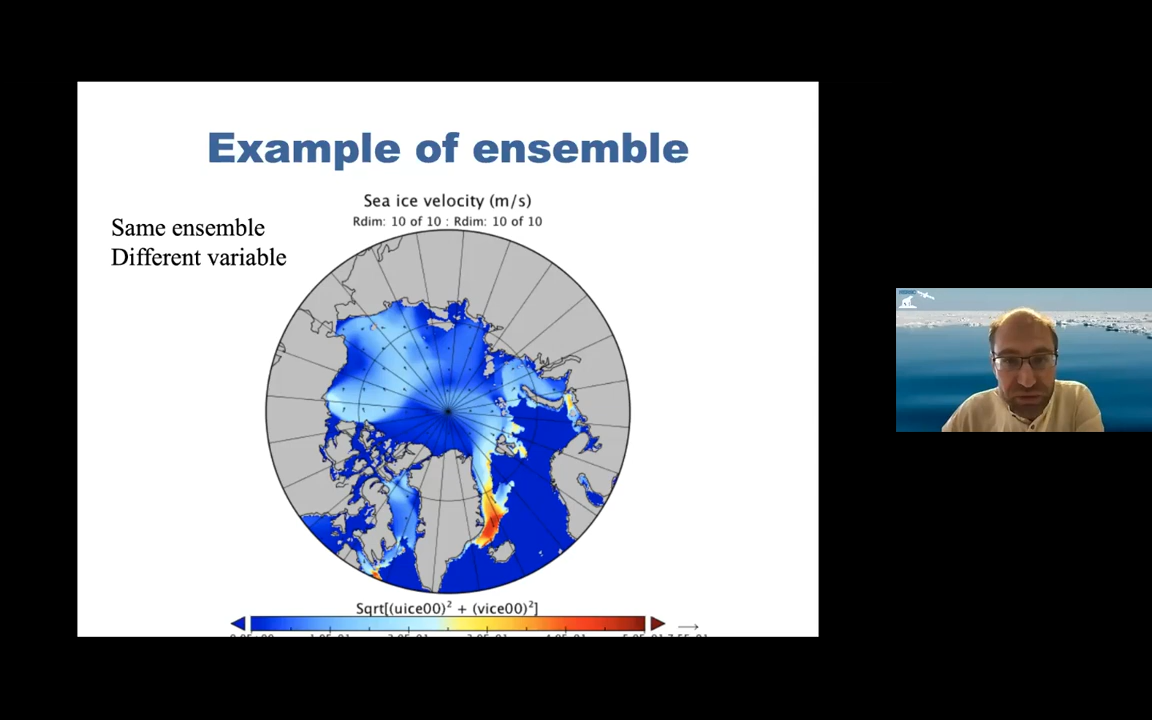 Example of ensemble
Sea ice velocity (m/s)
Rdim: 10 of 10 : Rdim: 10 of 10
Same ensemble
Different variable
Sqrt[(uice00)² + (vice00)²]